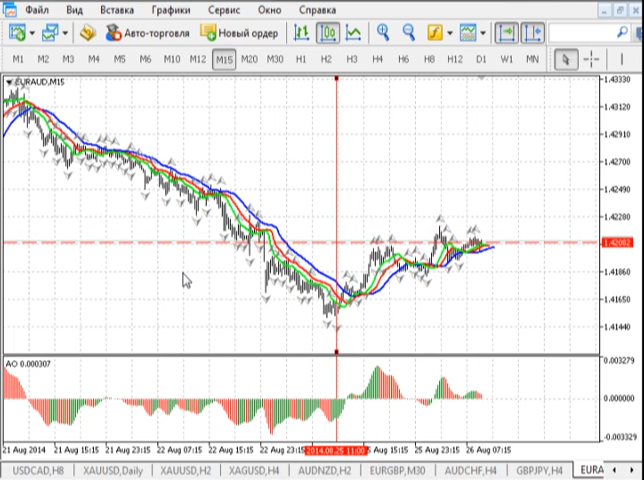 Файл Вид Вставка Графики Сервис Окно Справка
Авто-торговля Новый ордер
M1 M2 M3 M4 M5 M6 M10 M12 M15 M20 M30 H1 H2 H3 H4 H6 H8 H12 D1 W1 MN
EURAUD,M15
1.43330
1.43120
1.42910
1.42700
1.42490
1.42280
1.42082
1.41860
1.41650
1.41440
AO 0.000307
0.003279
0.000000
-0.003329
21 Aug 2014 21 Aug 15:15 21 Aug 23:15 22 Aug 07:15 22 Aug 15:15 22 Aug 23:15 2014.08.25 11:00 5 Aug 15:15 25 Aug 23:15 26 Aug 07:15
USDCAD,H8 XAUUSD,Daily XAUUSD,H2 XAGUSD,H4 AUDNZD,H2 EURGBP,M30 AUDCHF,H4 GBPJPY,H4 EURA